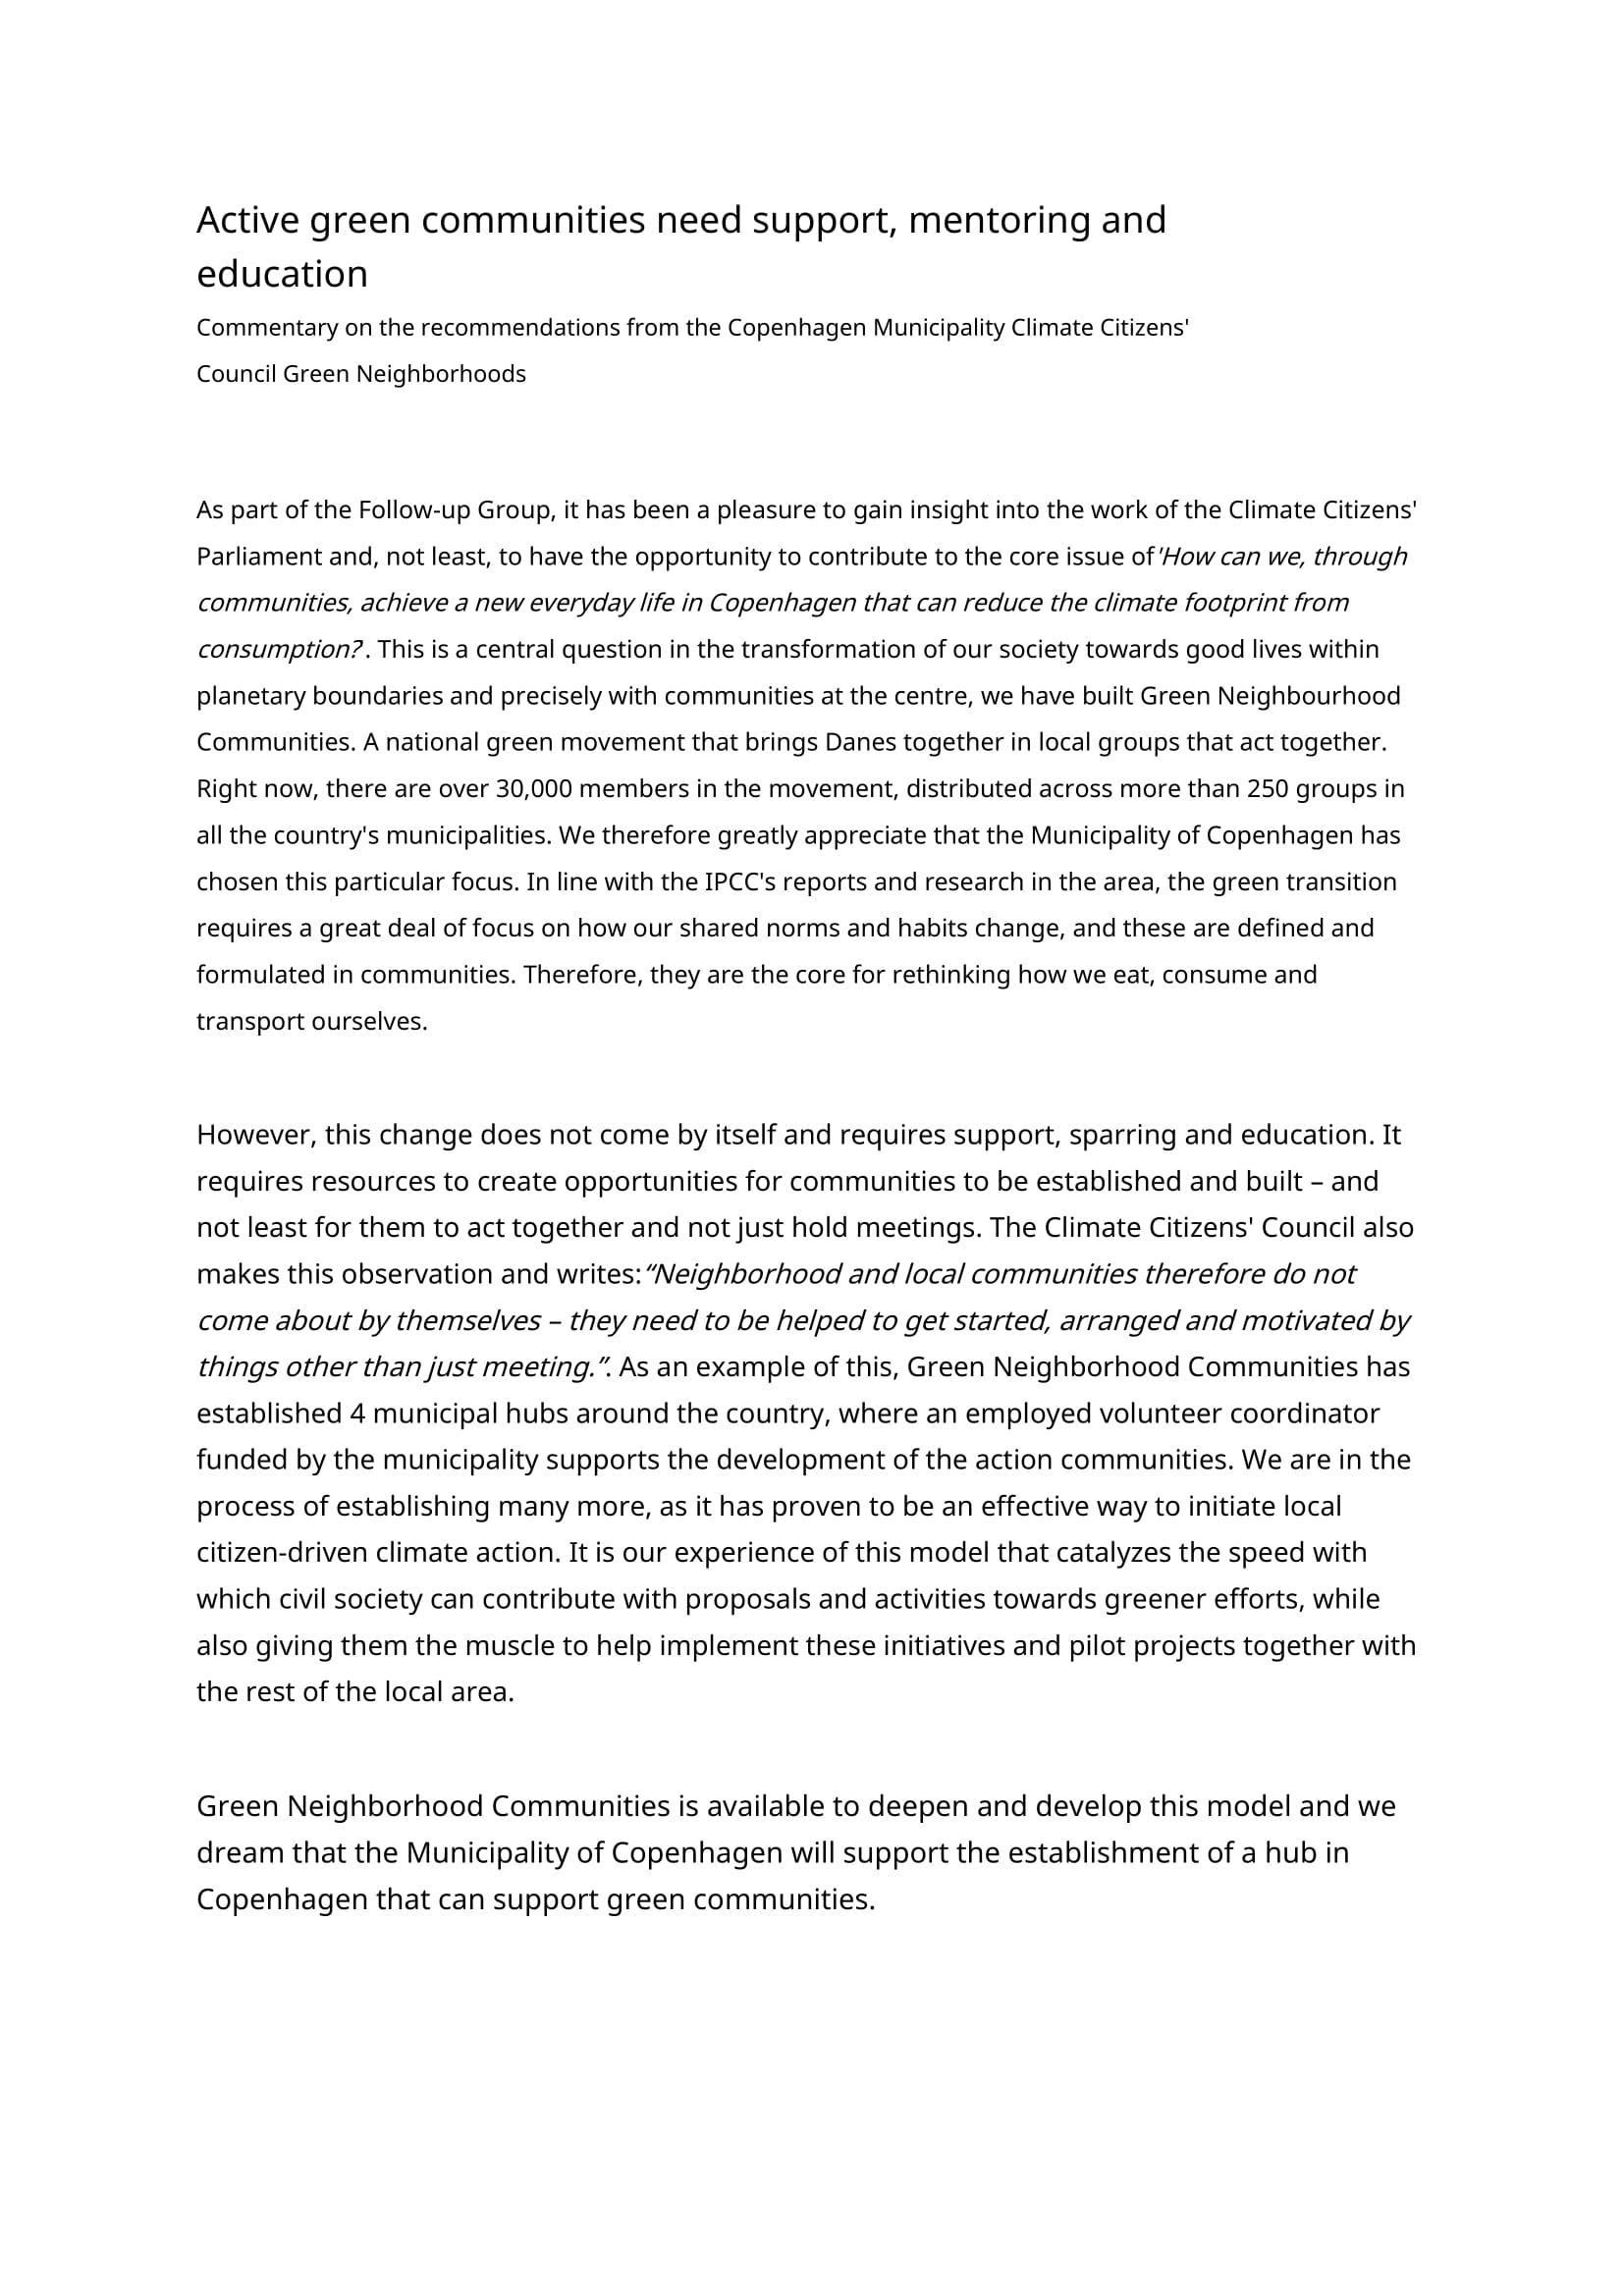 Active green communities need support, mentoring and
education
Commentary on the recommendations from the Copenhagen Municipality Climate Citizens'
Council Green Neighborhoods
As part of the Follow-up Group, it has been a pleasure to gain insight into the work of the Climate Citizens'
Parliament and, not least, to have the opportunity to contribute to the core issue of 'How can we, through
communities, achieve a new everyday life in Copenhagen that can reduce the climate footprint from
consumption?'. This is a central question in the transformation of our society towards good lives within
planetary boundaries and precisely with communities at the centre, we have built Green Neighbourhood
Communities. A national green movement that brings Danes together in local groups that act together.
Right now, there are over 30,000 members in the movement, distributed across more than 250 groups in
all the country's municipalities. We therefore greatly appreciate that the Municipality of Copenhagen has
chosen this particular focus. In line with the IPCC's reports and research in the area, the green transition
requires a great deal of focus on how our shared norms and habits change, and these are defined and
formulated in communities. Therefore, they are the core for rethinking how we eat, consume and
transport ourselves.
However, this change does not come by itself and requires support, sparring and education. It
requires resources to create opportunities for communities to be established and built – and
not least for them to act together and not just hold meetings. The Climate Citizens' Council also
makes this observation and writes: “Neighborhood and local communities therefore do not
come about by themselves – they need to be helped to get started, arranged and motivated by
things other than just meeting.”. As an example of this, Green Neighborhood Communities has
established 4 municipal hubs around the country, where an employed volunteer coordinator
funded by the municipality supports the development of the action communities. We are in the
process of establishing many more, as it has proven to be an effective way to initiate local
citizen-driven climate action. It is our experience of this model that catalyzes the speed with
which civil society can contribute with proposals and activities towards greener efforts, while
also giving them the muscle to help implement these initiatives and pilot projects together with
the rest of the local area.
Green Neighborhood Communities is available to deepen and develop this model and we
dream that the Municipality of Copenhagen will support the establishment of a hub in
Copenhagen that can support green communities.